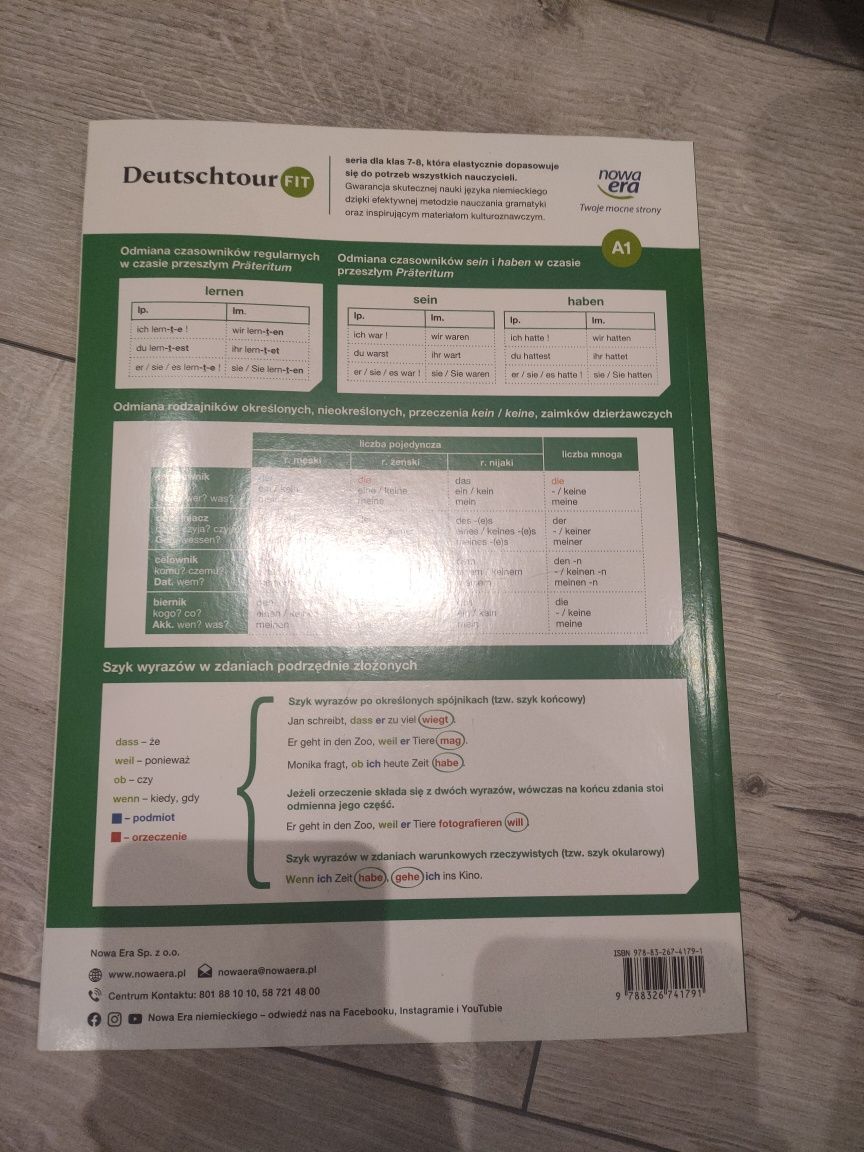 Deutschtour FIT
seria dla klas 7-8, która elastycznie dopasowuje
się do potrzeb wszystkich nauczycieli.
Gwarancja skutecznej nauki języka niemieckiego
dzięki efektywnej metodzie nauczania gramatyki
oraz inspirującym materiałom kulturoznawczym.
nowa
era
Twoje mocne strony
A1
Odmiana czasowników regularnych
w czasie przeszłym Präteritum
lernen
lp. lm.
ich lern-t-e ! wir lern-t-en
du lern-t-est ihr lern-t-et
er / sie / es lern-t-e ! sie / Sie lern-t-en
Odmiana czasowników sein i haben w czasie
przeszłym Präteritum
sein
lp. lm.
ich war ! wir waren
du warst ihr wart
er / sie / es war ! sie / Sie waren
haben
lp. lm.
ich hatte ! wir hatten
du hattest ihr hattet
er / sie / es hatte ! sie / Sie hatten
Odmiana rodzajników określonych, nieokreślonych, przeczenia kein / keine, zaimków dzierżawczych
liczba pojedyncza liczba mnoga
r. męski r. żeński r. nijaki
die das die
ein / kein eine / keine ein / kein - / keine
wer? was? meine mein meine
des -(e)s der
czyja? / keines -(e)s - / keiner
wessen? meines -(e)s meiner
celownik den -n
komu? czemu? keinem - / keinen -n
Dat. wem? meinen -n
biernik die
kogo? co? einen / ein / kein - / keine
Akk. wen? was? meinen meine
Szyk wyrazów w zdaniach podrzędnie złożonych
dass – że
weil – ponieważ
ob – czy
wenn – kiedy, gdy
– podmiot
– orzeczenie
Szyk wyrazów po określonych spójnikach (tzw. szyk końcowy)
Jan schreibt, dass er zu viel wiegt.
Er geht in den Zoo, weil er Tiere mag.
Monika fragt, ob ich heute Zeit habe.
Jeżeli orzeczenie składa się z dwóch wyrazów, wówczas na końcu zdania stoi
odmienna jego część.
Er geht in den Zoo, weil er Tiere fotografieren will.
Szyk wyrazów w zdaniach warunkowych rzeczywistych (tzw. szyk okularowy)
Wenn ich Zeit habe, gehe ich ins Kino.
Nowa Era Sp. z o.o.
www.nowaera.pl nowaera@nowaera.pl
Centrum Kontaktu: 801 88 10 10, 58 721 48 00
Nowa Era niemieckiego – odwiedź nas na Facebooku, Instagramie i YouTubie
ISBN 978-83-267-4179-1
9 788326 741791